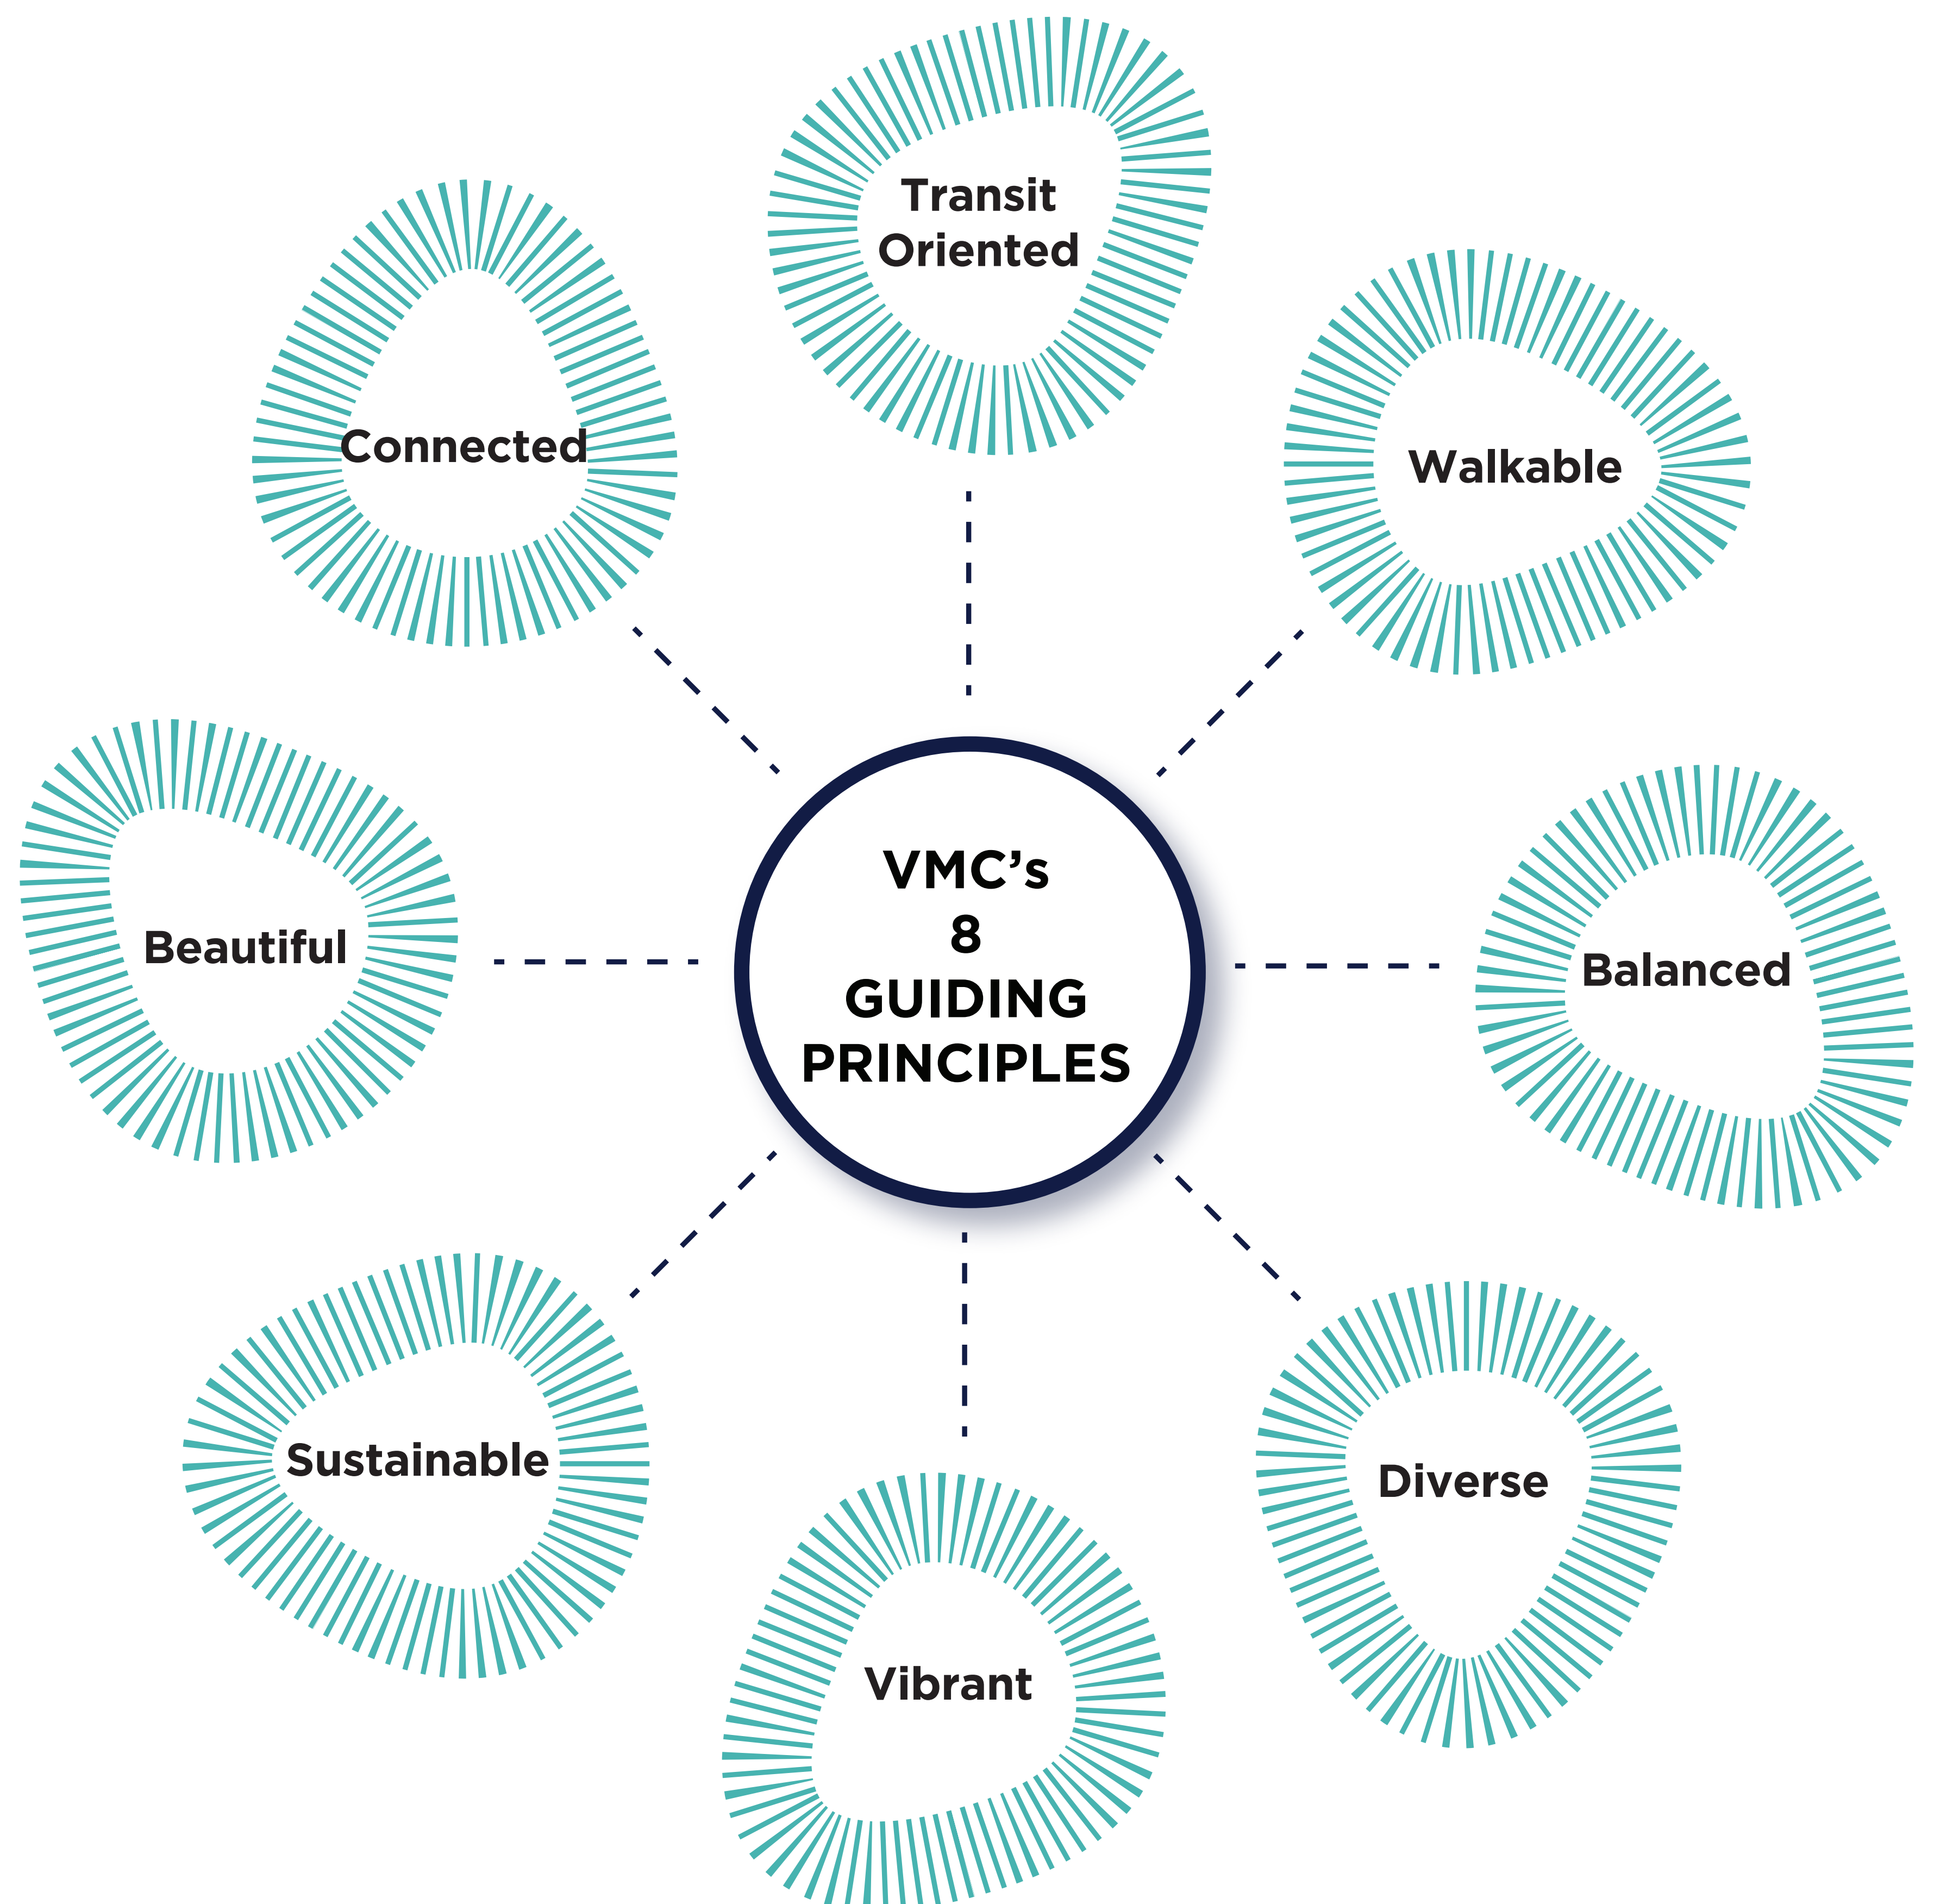 Transit
Oriented
Connected
Walkable
VMC’s
8
GUIDING
PRINCIPLES
Beautiful
Balanced
Sustainable
Diverse
Vibrant